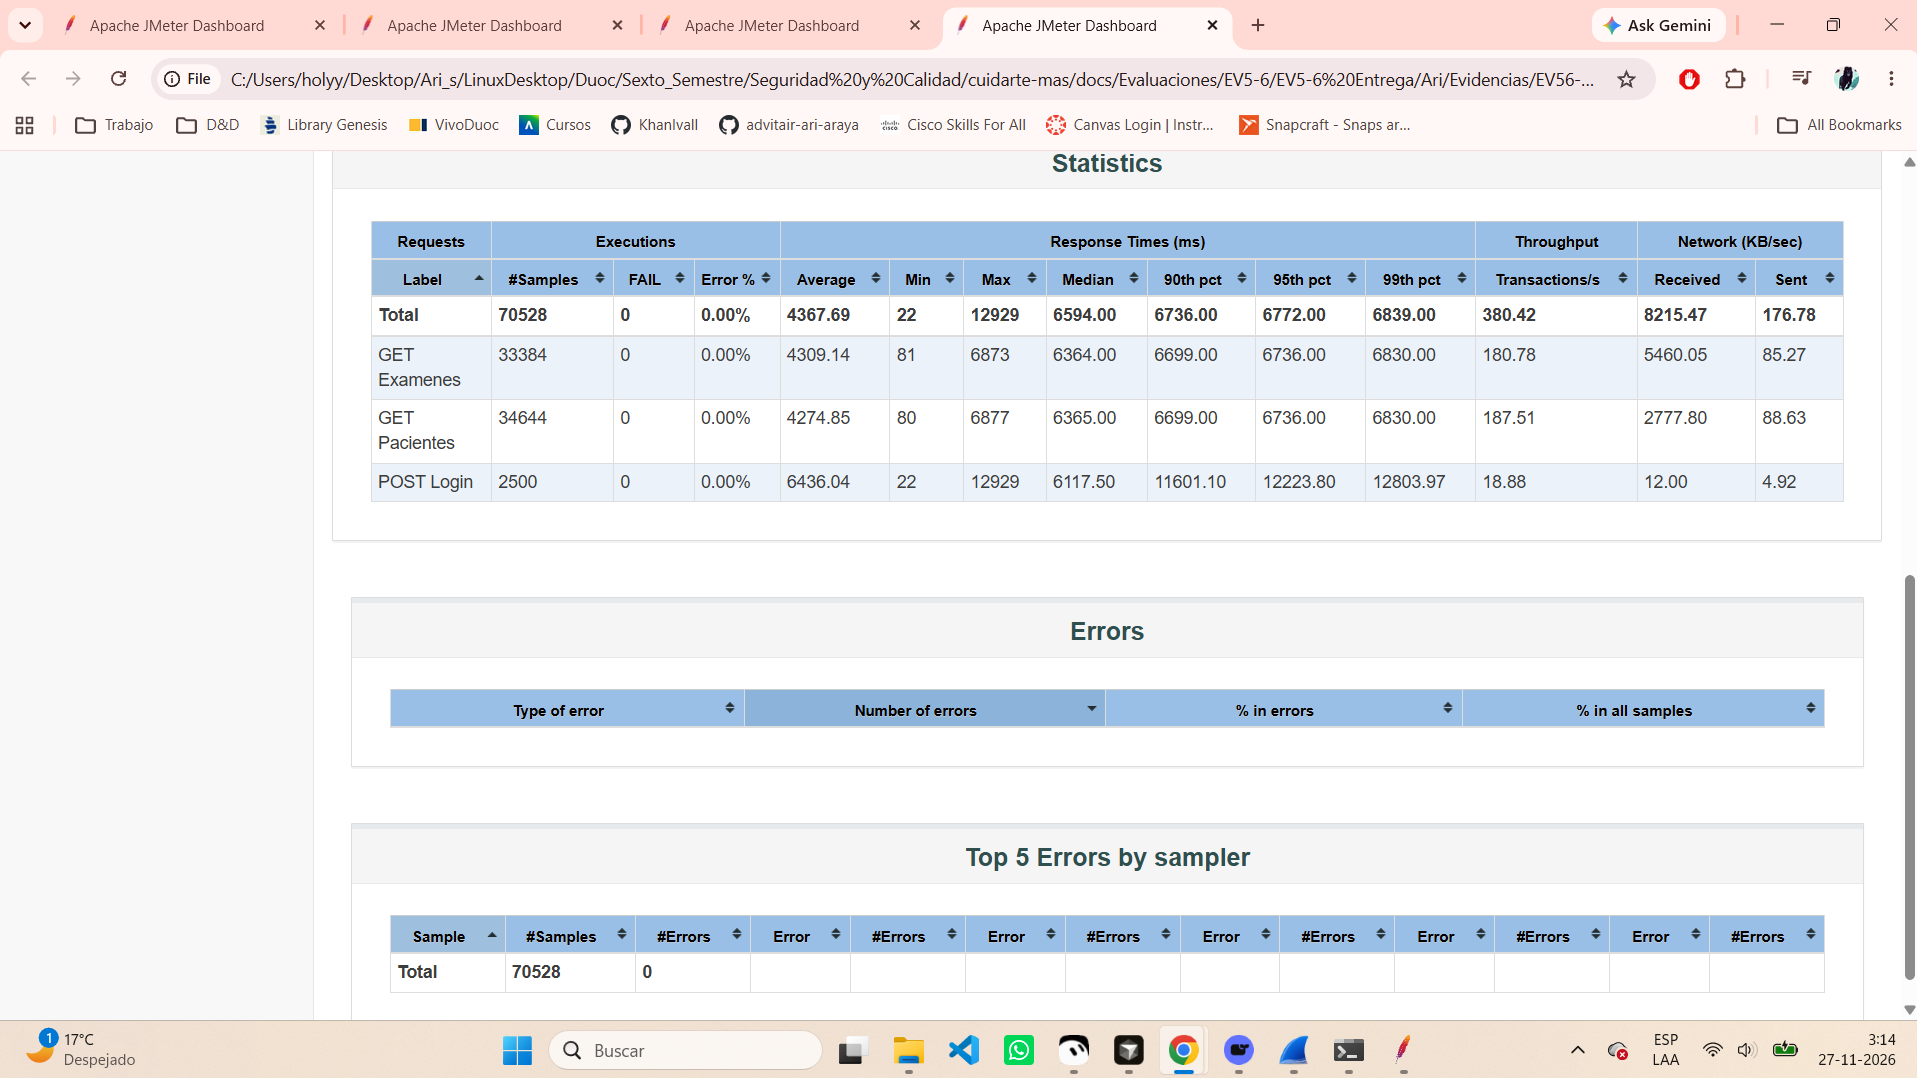 Apache JMeter Dashboard
Apache JMeter Dashboard
Apache JMeter Dashboard
Apache JMeter Dashboard
Ask Gemini
File
C:/Users/holyy/Desktop/Ari_s/LinuxDesktop/Duoc/Sexto_Semestre/Seguridad%20y%20Calidad/cuidarte-mas/docs/Evaluaciones/EV5-6/EV5-6%20Entrega/Ari/Evidencias/EV56-...
Trabajo
D&D
Library Genesis
VivoDuoc
Cursos
KhanIvall
advitair-ari-araya
Cisco Skills For All
Canvas Login | Instr...
Snapcraft - Snaps ar...
All Bookmarks
Statistics
Requests Executions Response Times (ms) Throughput Network (KB/sec)
Label #Samples FAIL Error % Average Min Max Median 90th pct 95th pct 99th pct Transactions/s Received Sent
Total 70528 0 0.00% 4367.69 22 12929 6594.00 6736.00 6772.00 6839.00 380.42 8215.47 176.78
GET Examenes 33384 0 0.00% 4309.14 81 6873 6364.00 6699.00 6736.00 6830.00 180.78 5460.05 85.27
GET Pacientes 34644 0 0.00% 4274.85 80 6877 6365.00 6699.00 6736.00 6830.00 187.51 2777.80 88.63
POST Login 2500 0 0.00% 6436.04 22 12929 6117.50 11601.10 12223.80 12803.97 18.88 12.00 4.92
Errors
Type of error Number of errors % in errors % in all samples
Top 5 Errors by sampler
Sample #Samples #Errors Error #Errors Error #Errors Error #Errors Error #Errors Error #Errors
Total 70528 0
1
17°C
Despejado
Buscar
ESP
LAA
3:14
27-11-2026